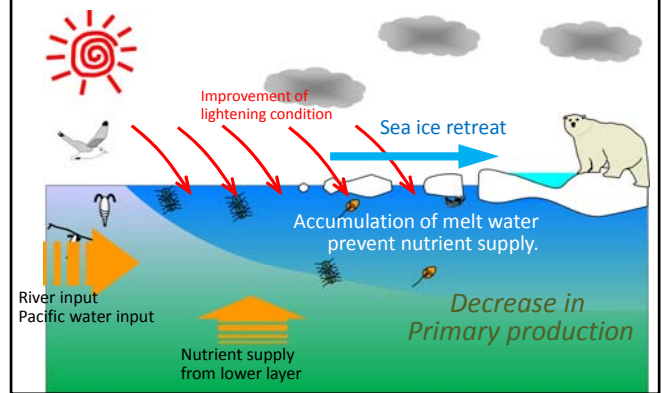 Improvement of
lightening condition
Sea ice retreat
Accumulation of melt water
prevent nutrient supply.
River input
Pacific water input
Decrease in
Primary production
Nutrient supply
from lower layer